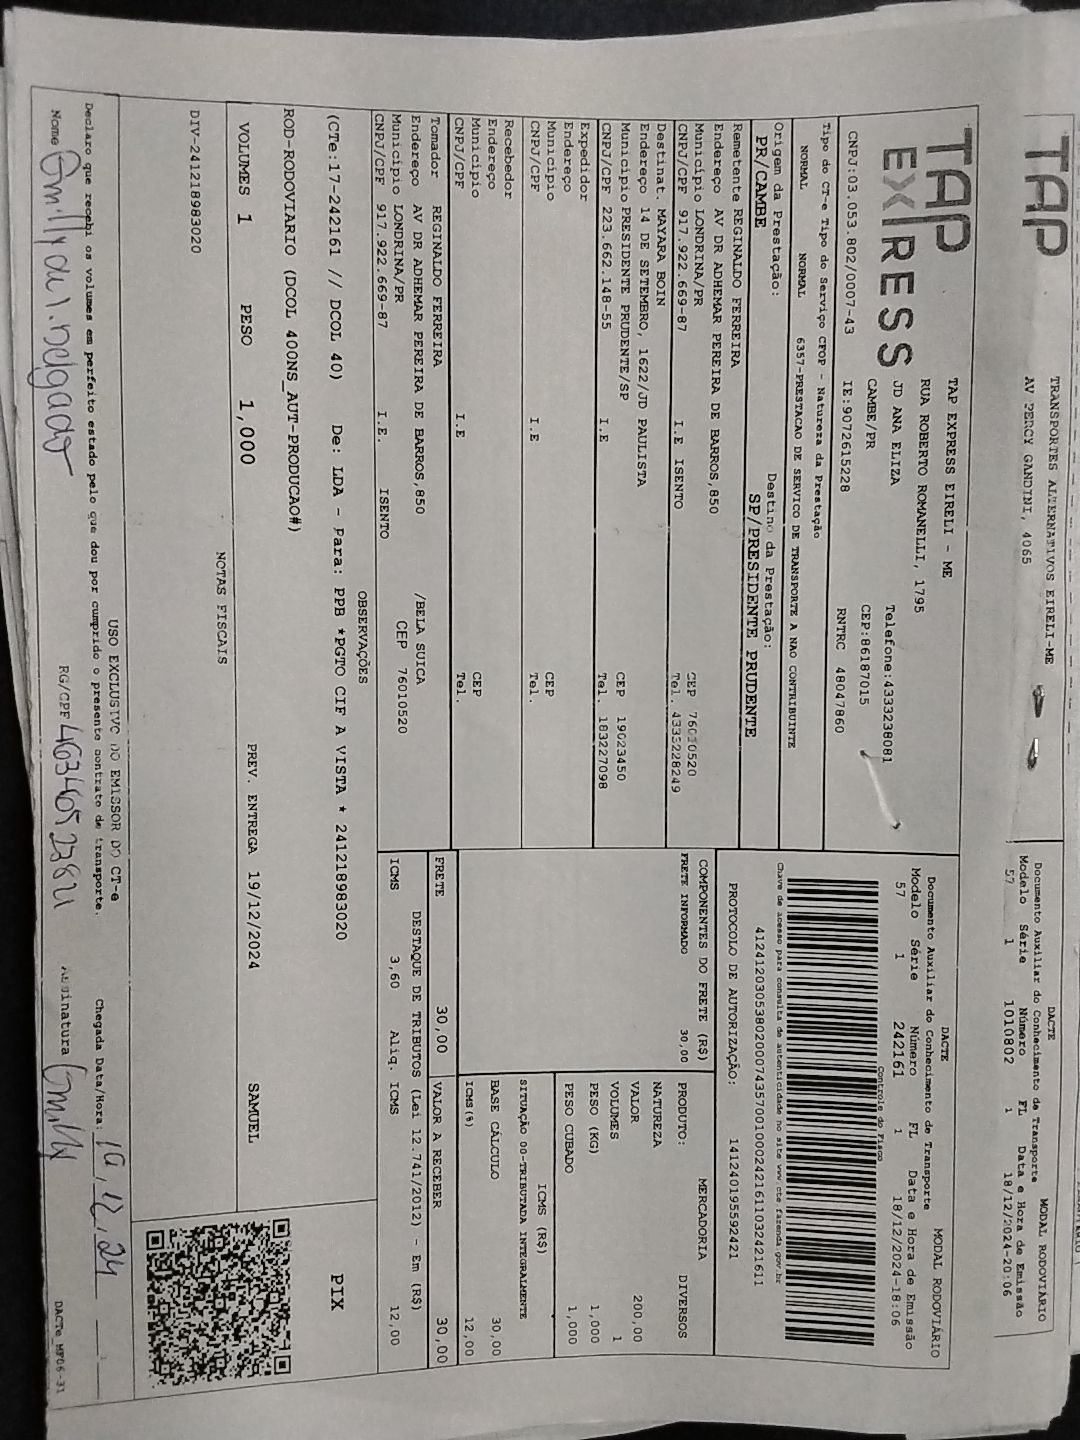 TAP
TRANSPORTES ALTERNATIVOS EIRELI-ME
AV PERCY GANDINI, 4065
DACTE
Documento Auxiliar do Conhecimento de Transporte
MODAL RODOVIÁRIO
Modelo Série Número FL Data e Hora de Emissão
57 1 1010802 1 18/12/2024-20:06
TAP
EXPRESS
TAP EXPRESS EIRELI - ME
RUA ROBERTO ROMANELLI, 1795
JD ANA ELIZA
CAMBE/PR
Telefone:4333238081
CEP:86187015
CNPJ:03.053.802/0007-43 IE:9072615228 RNTRC 48047860
DACTE
Documento Auxiliar do Conhecimento de Transporte
MODAL RODOVIÁRIO
Modelo Série Número FL Data e Hora de Emissão
57 1 242161 1 18/12/2024-18:06
Controle do Fisco
Tipo do CT-e Tipo do Serviço CFOP - Natureza da Prestação
NORMAL NORMAL 6357-PRESTACAO DE SERVICO DE TRANSPORTE A NAO CONTRIBUINTE
Chave de acesso para consulta de autenticidade no site www.cte.fazenda.gov.br
41241203053802000743570010002421611032421611
Origem da Prestação: Destino da Prestação:
PR/CAMBE SP/PRESIDENTE PRUDENTE
PROTOCOLO DE AUTORIZAÇÃO: 141240195592421
Remetente REGINALDO FERREIRA
Endereço AV DR ADHEMAR PEREIRA DE BARROS,850
Município LONDRINA/PR CEP 76010520
CNPJ/CPF 917.922.669-87 I.E ISENTO Tel. 4335228249
Destinat. MAYARA BOIN
Endereço 14 DE SETEMBRO, 1622/JD PAULISTA
Município PRESIDENTE PRUDENTE/SP CEP 19023450
CNPJ/CPF 223.662.148-55 I.E Tel. 183227098
Expedidor
Endereço
Município CEP
CNPJ/CPF I.E Tel.
Recebedor
Endereço
Município CEP
CNPJ/CPF I.E Tel.
Tomador REGINALDO FERREIRA
Endereço AV DR ADHEMAR PEREIRA DE BARROS,850 /BELA SUICA
Município LONDRINA/PR CEP 76010520
CNPJ/CPF 917.922.669-87 I.E. ISENTO
COMPONENTES DO FRETE (R$)
FRETE INFORMADO 30,00
MERCADORIA
PRODUTO: DIVERSOS
NATUREZA
VALOR 200,00
VOLUMES 1
PESO (KG) 1,000
PESO CUBADO 1,000
ICMS (R$)
SITUAÇÃO 00-TRIBUTADA INTEGRALMENTE
BASE CÁLCULO 30,00
ICMS(%) 12,00
FRETE 30,00 VALOR A RECEBER 30,00
DESTAQUE DE TRIBUTOS (Lei 12.741/2012) - Em (R$)
ICMS 3,60 Aliq. ICMS 12,00
OBSERVAÇÕES
(CTe:17-242161 // DCOL 40) De: LDA - Para: PPB *PGTO CIF A VISTA * 241218983020
ROD-RODOVIARIO (DCOL 400NS_AUT-PRODUCAO#)
PIX
VOLUMES 1 PESO 1,000 PREV. ENTREGA 19/12/2024 SAMUEL
NOTAS FISCAIS
DIV-241218983020
USO EXCLUSIVO DO EMISSOR DO CT-e
Declaro que recebi os volumes em perfeito estado pelo que dou por cumprido o presente contrato de transporte. Chegada Data/Hora:
Nome RG/CPF Assinatura Emilly
DACTe_MF06-31